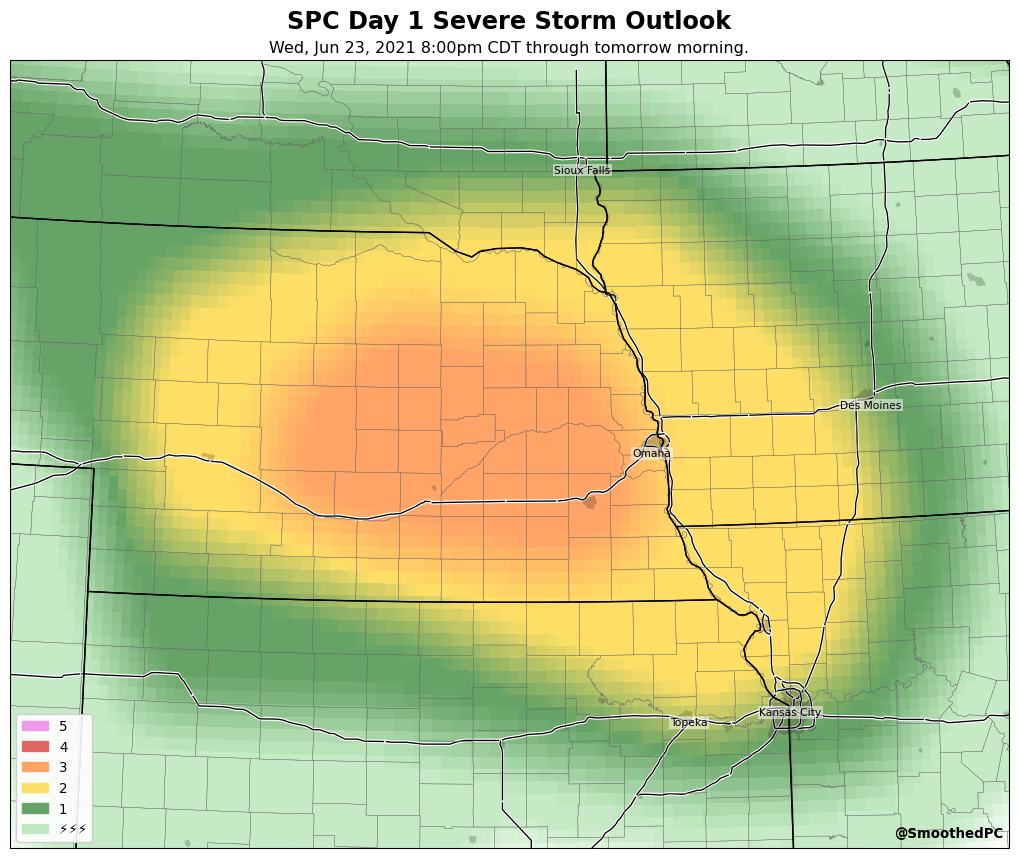 SPC Day 1 Severe Storm Outlook
Wed, Jun 23, 2021 8:00pm CDT through tomorrow morning.
Sioux Falls
Des Moines
Omaha
Kansas City
Topeka
5
4
3
2
1
⚡⚡⚡
@SmoothedPC